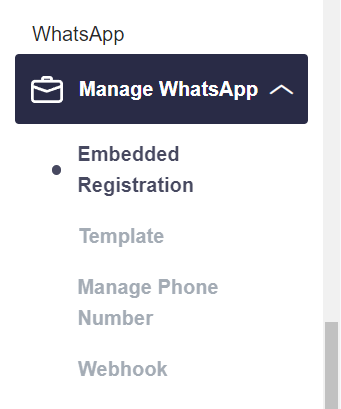 WhatsApp
Manage WhatsApp
Embedded
Registration
Template
Manage Phone
Number
Webhook